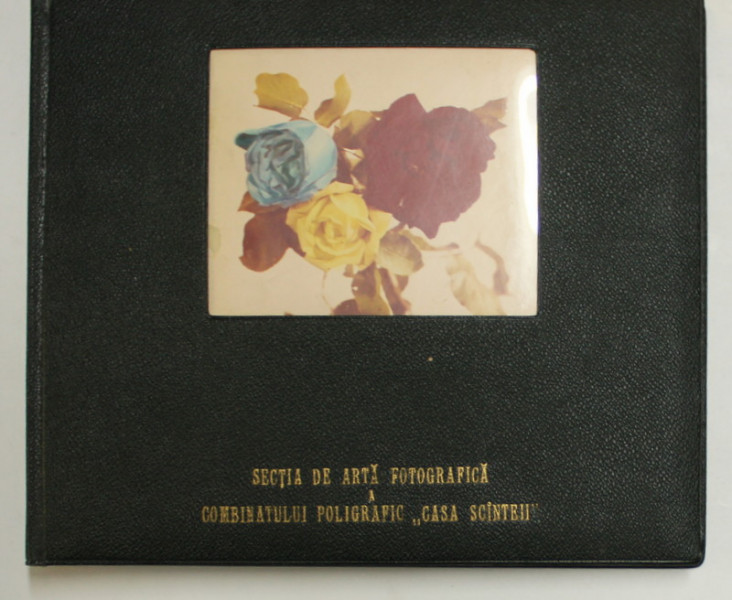 SECȚIA DE ARTĂ FOTOGRAFICĂ
A
COMBINATULUI POLIGRAFIC „CASA SCÎNTEII"